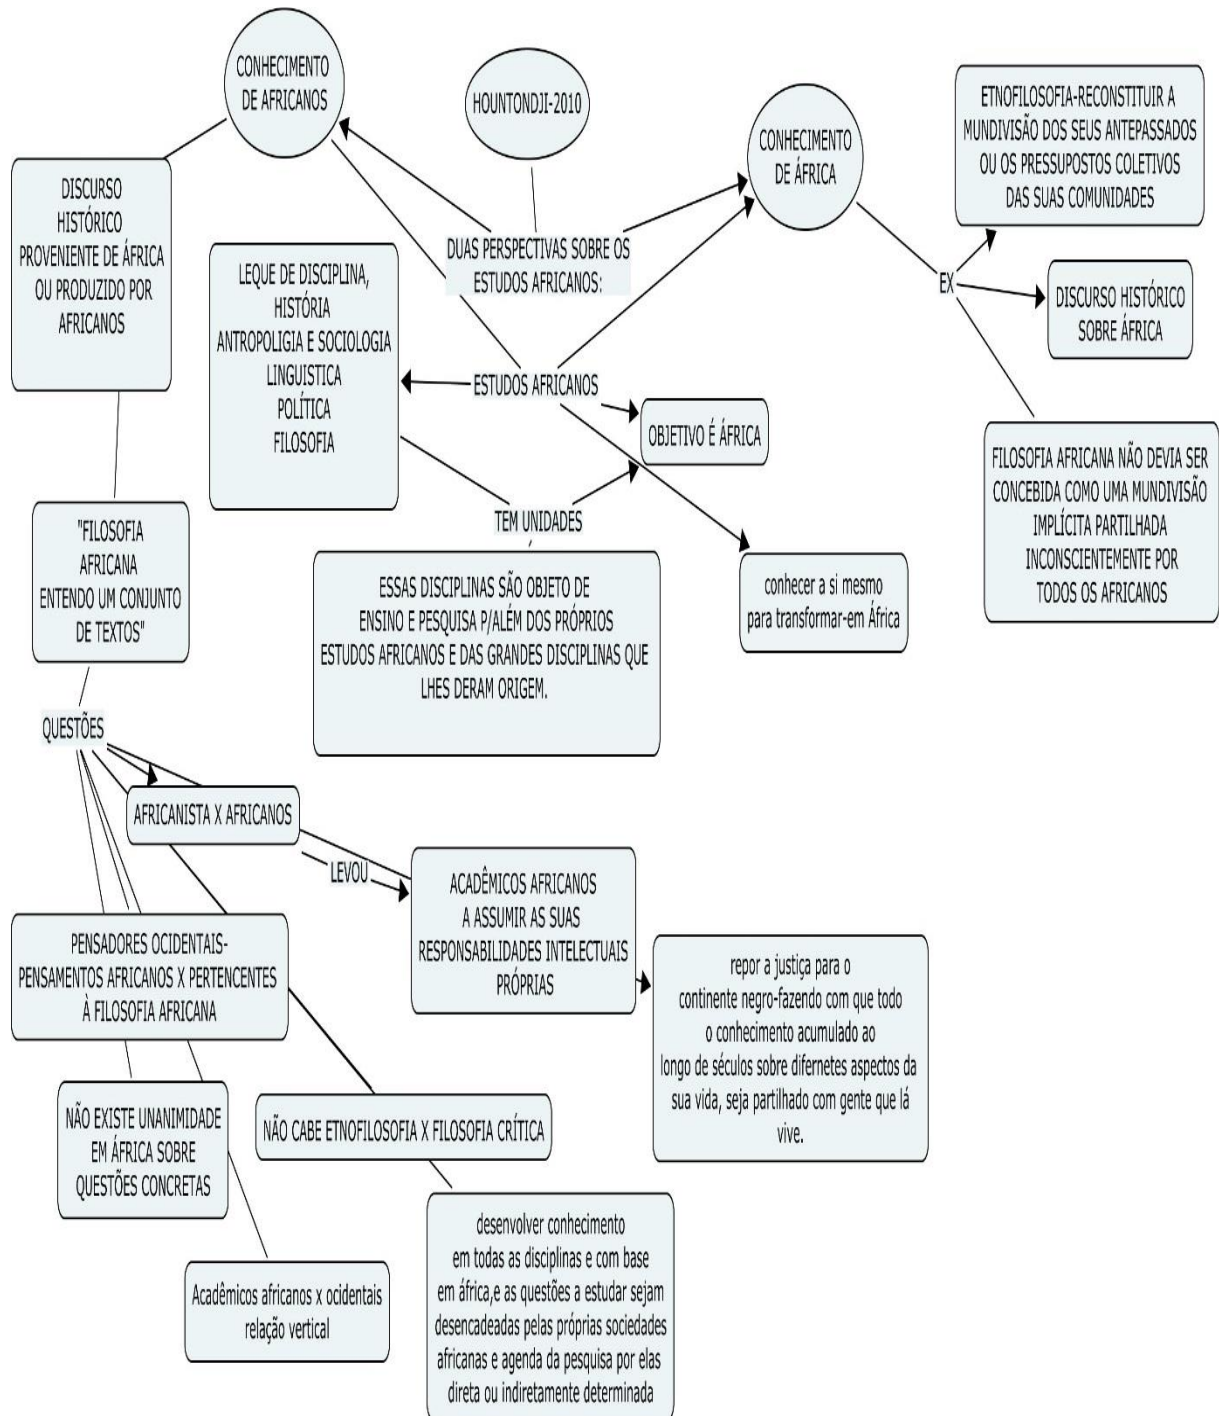 CONHECIMENTO
DE AFRICANOS
HOUNTONDJI-2010
CONHECIMENTO
DE ÁFRICA
ETNOFILOSOFIA-RECONSTITUIR A
MUNDIVISÃO DOS SEUS ANTEPASSADOS
OU OS PRESSUPOSTOS COLETIVOS
DAS SUAS COMUNIDADES
DISCURSO
HISTÓRICO
PROVENIENTE DE ÁFRICA
OU PRODUZIDO POR
AFRICANOS
DUAS PERSPECTIVAS SOBRE OS
ESTUDOS AFRICANOS:
LEQUE DE DISCIPLINA,
HISTÓRIA
ANTROPOLIGIA E SOCIOLOGIA
LINGUISTICA
POLÍTICA
FILOSOFIA
EX
DISCURSO HISTÓRICO
SOBRE ÁFRICA
ESTUDOS AFRICANOS
OBJETIVO É ÁFRICA
FILOSOFIA AFRICANA NÃO DEVIA SER
CONCEBIDA COMO UMA MUNDIVISÃO
IMPLÍCITA PARTILHADA
INCONSCIENTEMENTE POR
TODOS OS AFRICANOS
"FILOSOFIA
AFRICANA
ENTENDO UM CONJUNTO
DE TEXTOS"
TEM UNIDADES
ESSAS DISCIPLINAS SÃO OBJETO DE
ENSINO E PESQUISA P/ALÉM DOS PRÓPRIOS
ESTUDOS AFRICANOS E DAS GRANDES DISCIPLINAS QUE
LHES DERAM ORIGEM.
conhecer a si mesmo
para transformar-em África
QUESTÕES
AFRICANISTA X AFRICANOS
LEVOU
ACADÊMICOS AFRICANOS
A ASSUMIR AS SUAS
RESPONSABILIDADES INTELECTUAIS
PRÓPRIAS
PENSADORES OCIDENTAIS-
PENSAMENTOS AFRICANOS X PERTENCENTES
À FILOSOFIA AFRICANA
repor a justiça para o
continente negro-fazendo com que todo
o conhecimento acumulado ao
longo de séculos sobre difernetes aspectos da
sua vida, seja partilhado com gente que lá
vive.
NÃO EXISTE UNANIMIDADE
EM ÁFRICA SOBRE
QUESTÕES CONCRETAS
NÃO CABE ETNOFILOSOFIA X FILOSOFIA CRÍTICA
Acadêmicos africanos x ocidentais
relação vertical
desenvolver conhecimento
em todas as disciplinas e com base
em áfrica,e as questões a estudar sejam
desencadeadas pelas próprias sociedades
africanas e agenda da pesquisa por elas
direta ou indiretamente determinada